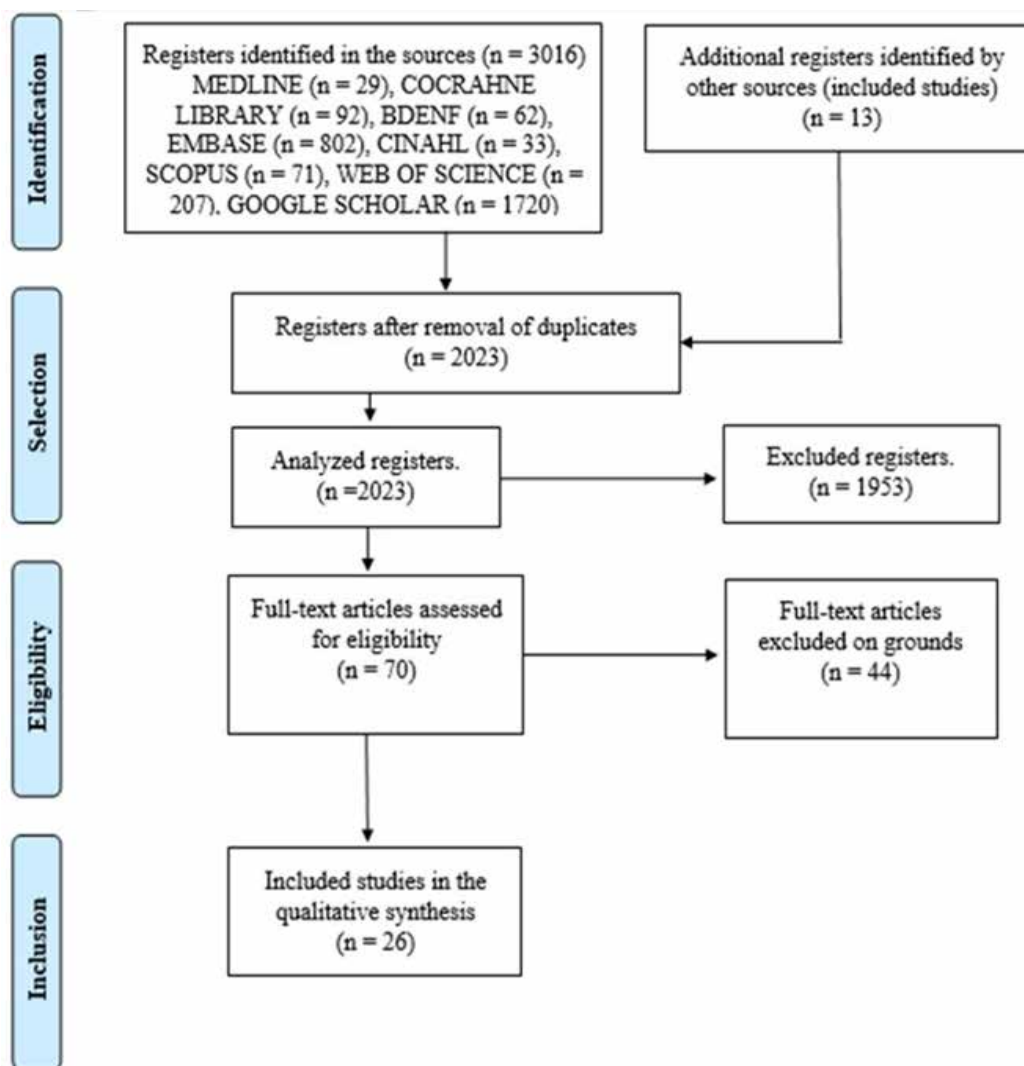 Identification
Registers identified in the sources (n = 3016)
MEDLINE (n = 29), COCRAHNE
LIBRARY (n = 92), BDENF (n = 62),
EMBASE (n = 802), CINAHL (n = 33),
SCOPUS (n = 71), WEB OF SCIENCE (n =
207), GOOGLE SCHOLAR (n = 1720)
Additional registers identified by
other sources (included studies)
(n = 13)
Selection
Registers after removal of duplicates
(n = 2023)
Analyzed registers.
(n =2023)
Excluded registers.
(n = 1953)
Eligibility
Full-text articles assessed
for eligibility
(n = 70)
Full-text articles
excluded on grounds
(n = 44)
Inclusion
Included studies in the
qualitative synthesis
(n = 26)